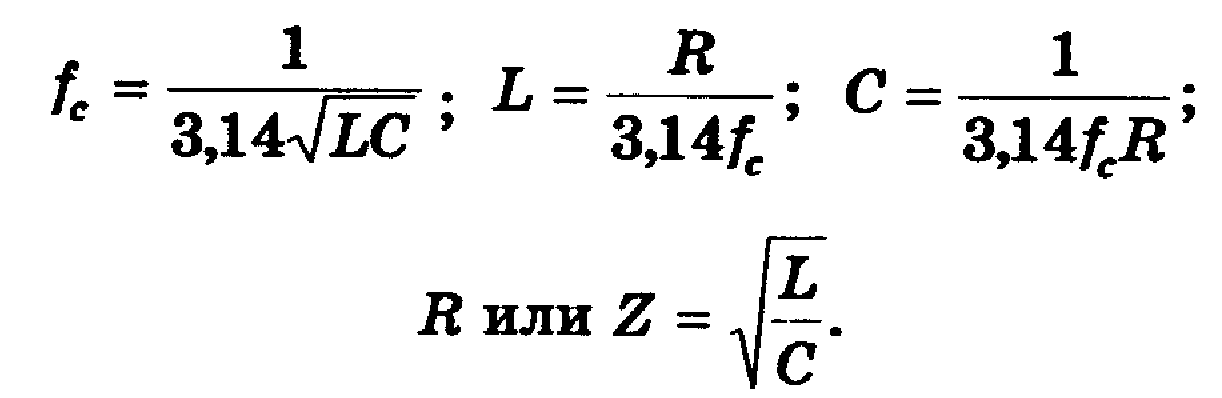 f_c = 1 / (3,14√(LC)); L = R / (3,14f_c); C = 1 / (3,14f_cR);
R или Z = √(L/C).